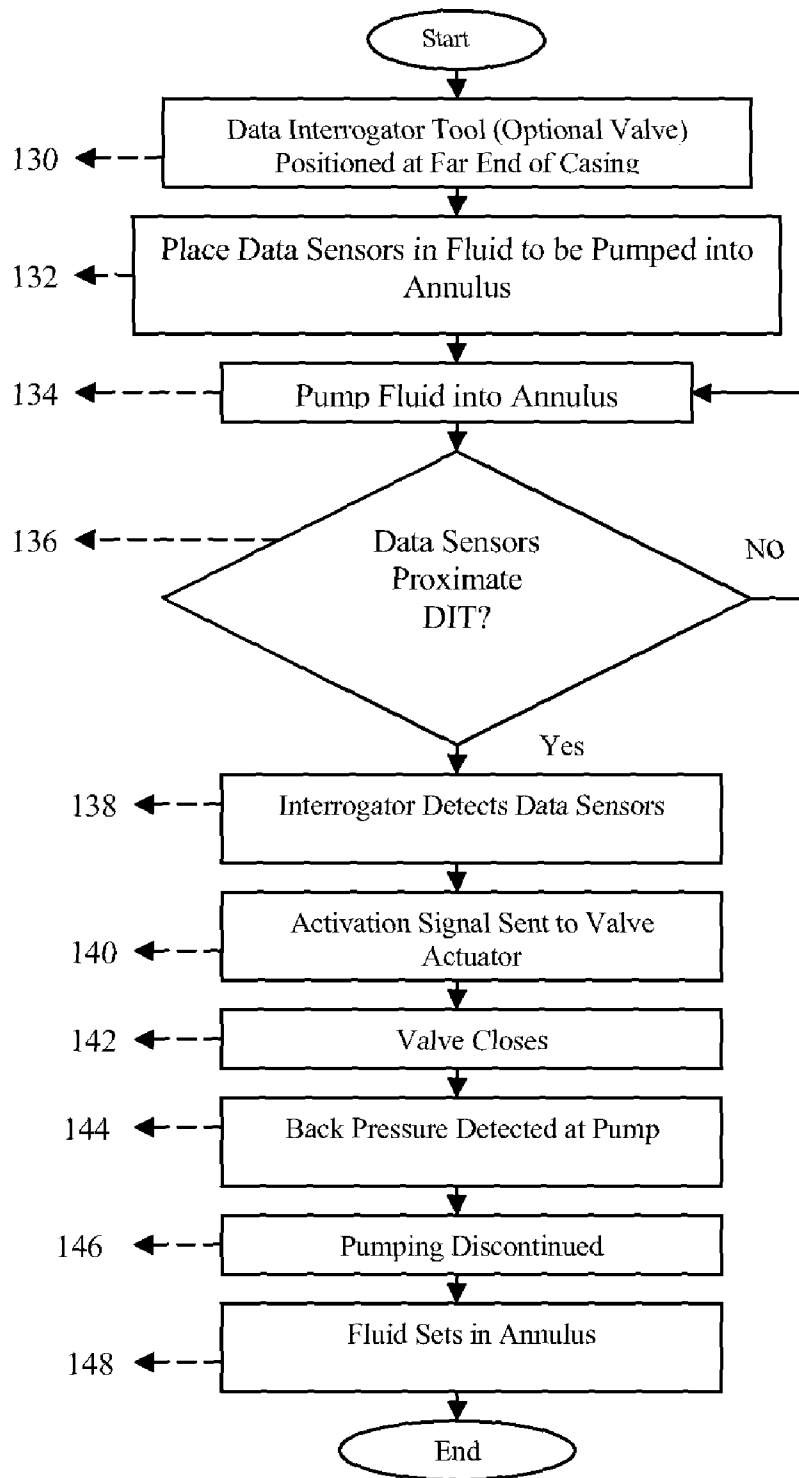 Start
Data Interrogator Tool (Optional Valve)
Positioned at Far End of Casing
130
Place Data Sensors in Fluid to be Pumped into
Annulus
132
Pump Fluid into Annulus
134
Data Sensors
Proximate
DIT?
136
NO
Yes
Interrogator Detects Data Sensors
138
Activation Signal Sent to Valve
Actuator
140
Valve Closes
142
Back Pressure Detected at Pump
144
Pumping Discontinued
146
Fluid Sets in Annulus
148
End